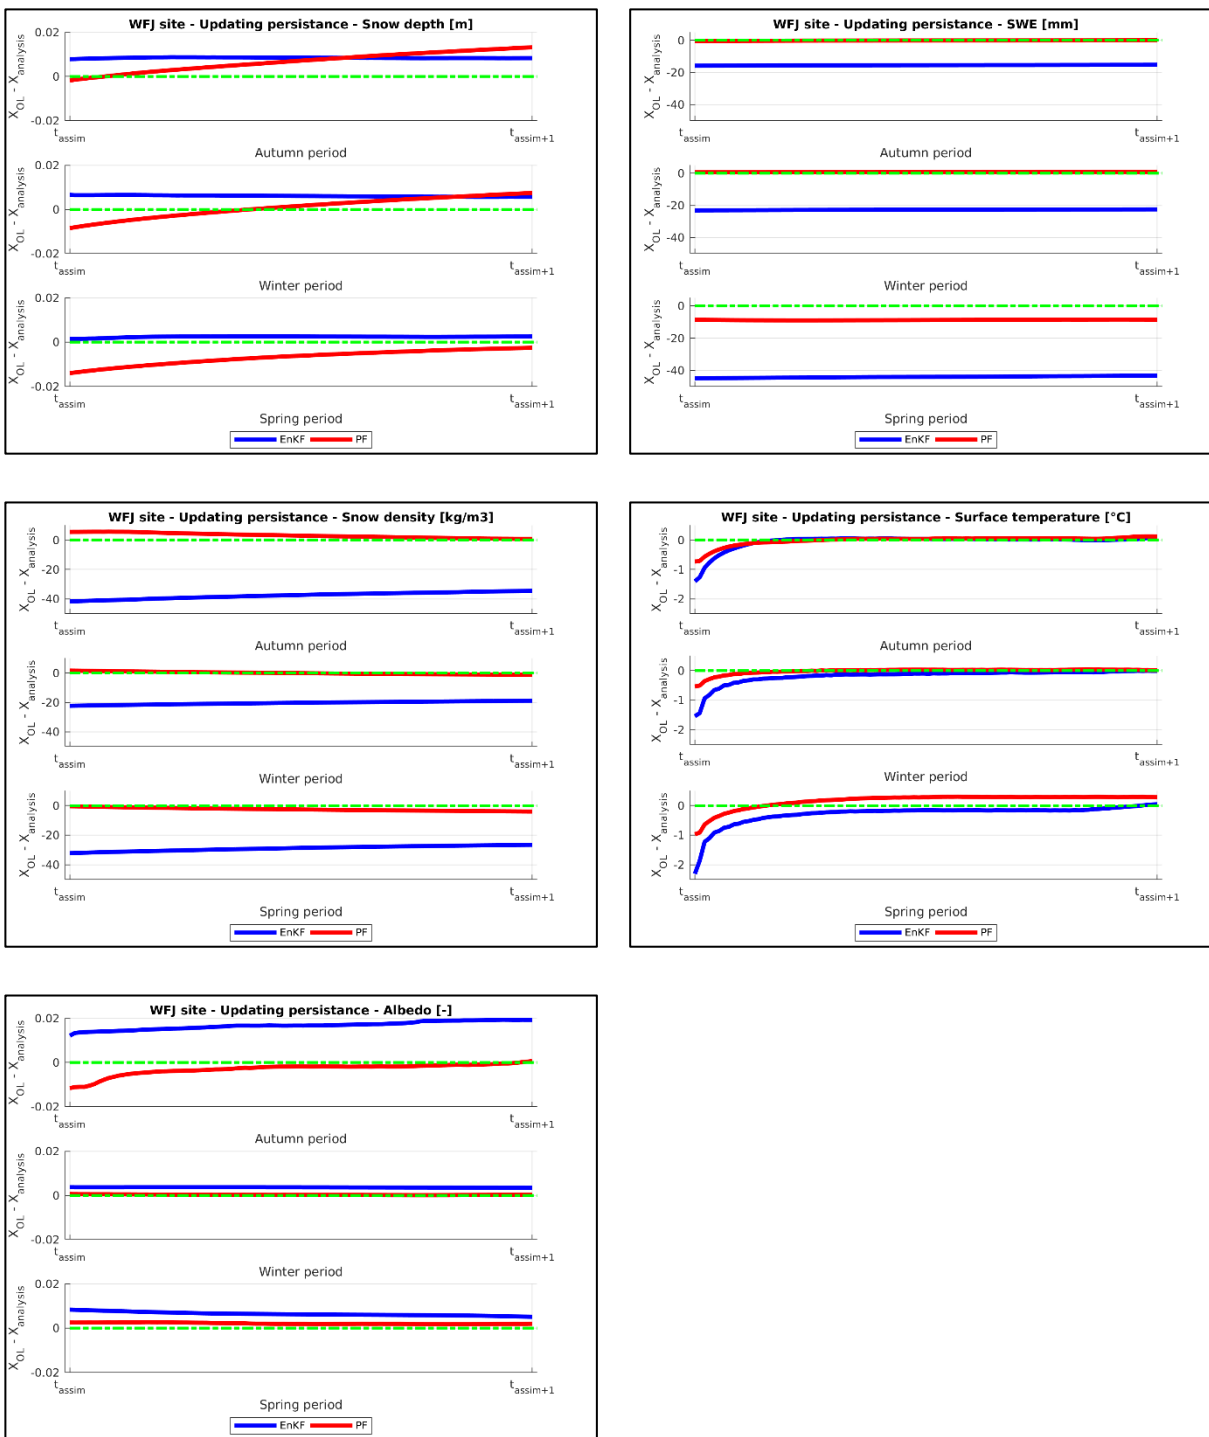 WFJ site - Updating persistance - Snow depth [m]
0.02
0
-0.02
X_OL - X_analysis
t_assim
t_assim+1
Autumn period
0.02
0
-0.02
X_OL - X_analysis
t_assim
t_assim+1
Winter period
0.02
0
-0.02
X_OL - X_analysis
t_assim
t_assim+1
Spring period
EnKF PF
WFJ site - Updating persistance - SWE [mm]
0
-20
-40
X_OL - X_analysis
t_assim
t_assim+1
Autumn period
0
-20
-40
X_OL - X_analysis
t_assim
t_assim+1
Winter period
0
-20
-40
X_OL - X_analysis
t_assim
t_assim+1
Spring period
EnKF PF
WFJ site - Updating persistance - Snow density [kg/m3]
0
-20
-40
X_OL - X_analysis
t_assim
t_assim+1
Autumn period
0
-20
-40
X_OL - X_analysis
t_assim
t_assim+1
Winter period
0
-20
-40
X_OL - X_analysis
t_assim
t_assim+1
Spring period
EnKF PF
WFJ site - Updating persistance - Surface temperature [°C]
0
-1
-2
X_OL - X_analysis
t_assim
t_assim+1
Autumn period
0
-1
-2
X_OL - X_analysis
t_assim
t_assim+1
Winter period
0
-1
-2
X_OL - X_analysis
t_assim
t_assim+1
Spring period
EnKF PF
WFJ site - Updating persistance - Albedo [-]
0.02
0
-0.02
X_OL - X_analysis
t_assim
t_assim+1
Autumn period
0.02
0
-0.02
X_OL - X_analysis
t_assim
t_assim+1
Winter period
0.02
0
-0.02
X_OL - X_analysis
t_assim
t_assim+1
Spring period
EnKF PF